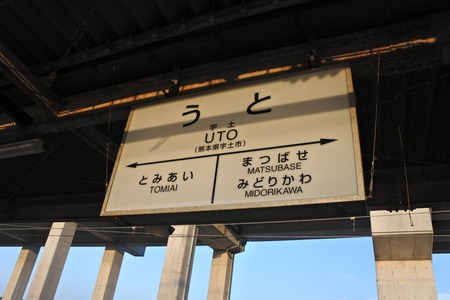 うと
宇土
UTO
(熊本県宇土市)
とみあい
TOMIAI
まつばせ
MATSUBASE
みどりかわ
MIDORIKAWA